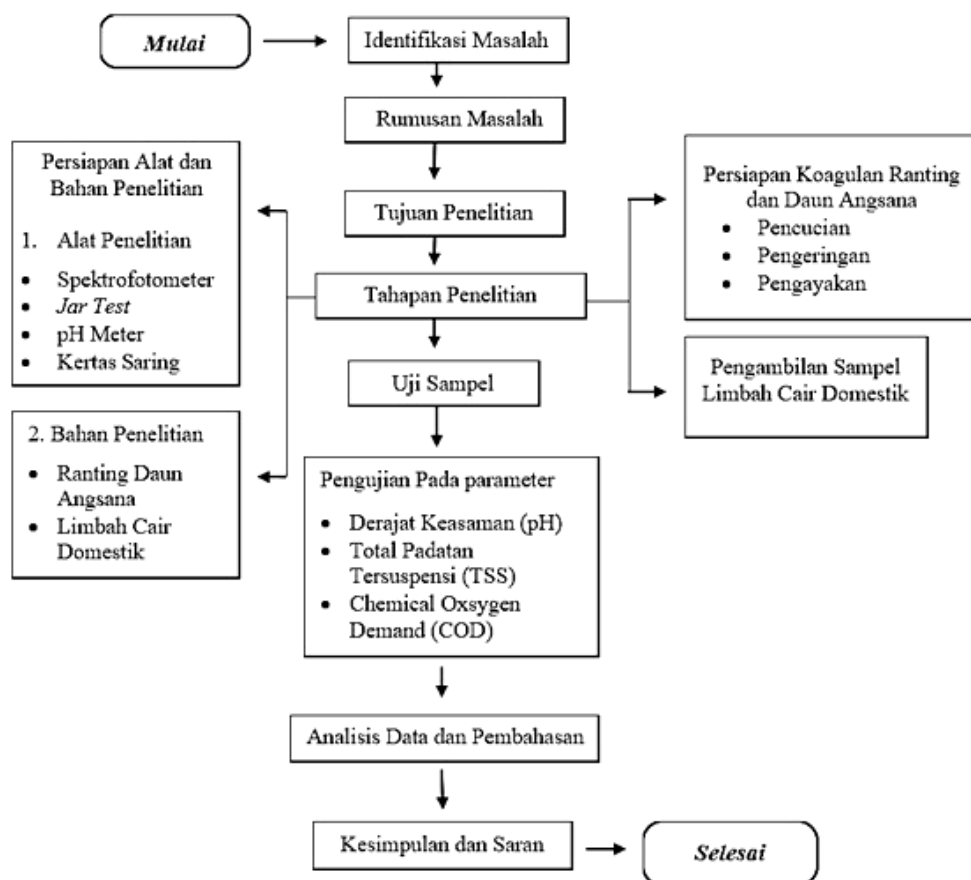 Mulai
Identifikasi Masalah
Rumusan Masalah
Tujuan Penelitian
Tahapan Penelitian
Persiapan Alat dan
Bahan Penelitian
1. Alat Penelitian
• Spektrofotometer
• Jar Test
• pH Meter
• Kertas Saring
2. Bahan Penelitian
• Ranting Daun
Angsana
• Limbah Cair
Domestik
Persiapan Koagulan Ranting
dan Daun Angsana
• Pencucian
• Pengeringan
• Pengayakan
Pengambilan Sampel
Limbah Cair Domestik
Uji Sampel
Pengujian Pada parameter
• Derajat Keasaman (pH)
• Total Padatan
Tersuspensi (TSS)
• Chemical Oxsygen
Demand (COD)
Analisis Data dan Pembahasan
Kesimpulan dan Saran
Selesai